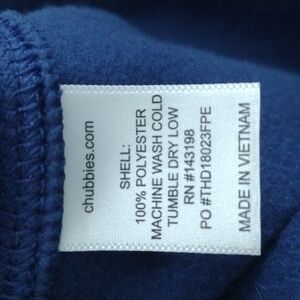 chubbies.com
SHELL:
100% POLYESTER
MACHINE WASH COLD
TUMBLE DRY LOW
RN #143198
PO #THD18023FPE
MADE IN VIETNAM